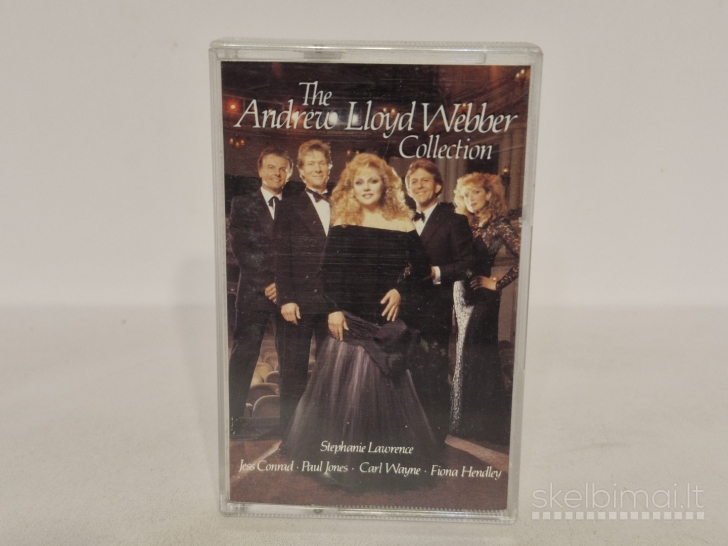 The
Andrew Lloyd Webber
Collection
Stephanie Lawrence
Jess Conrad · Paul Jones · Carl Wayne · Fiona Hendley
skelbimai.lt